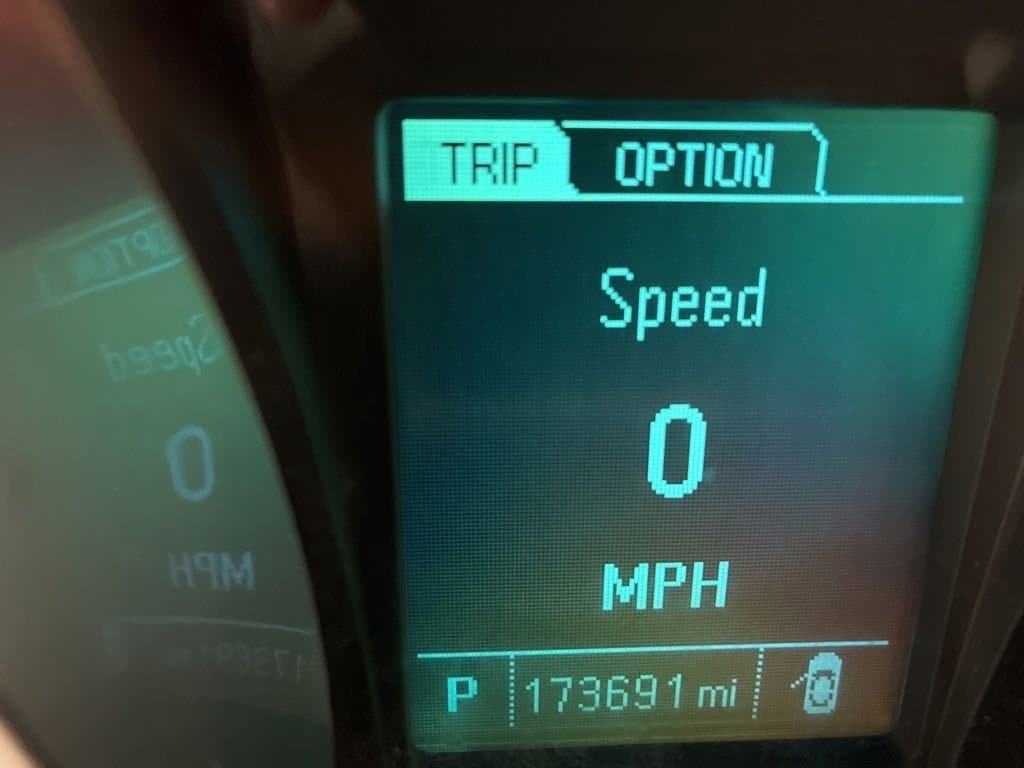 TRIP OPTION
Speed
0
MPH
P 173691 mi